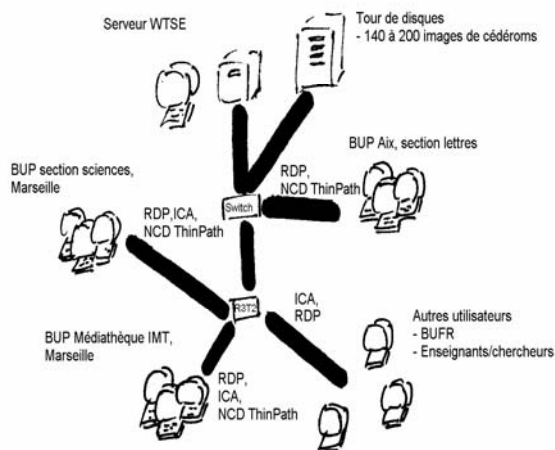 Serveur WTSE
Tour de disques
- 140 à 200 images de cédéroms
BUP Aix, section lettres
RDP,
NCD ThinPath
Switch
BUP section sciences,
Marseille
RDP,ICA,
NCD ThinPath
R3T2
ICA,
RDP
Autres utilisateurs
- BUFR
- Enseignants/chercheurs
BUP Médiathèque IMT,
Marseille
RDP,
ICA,
NCD ThinPath